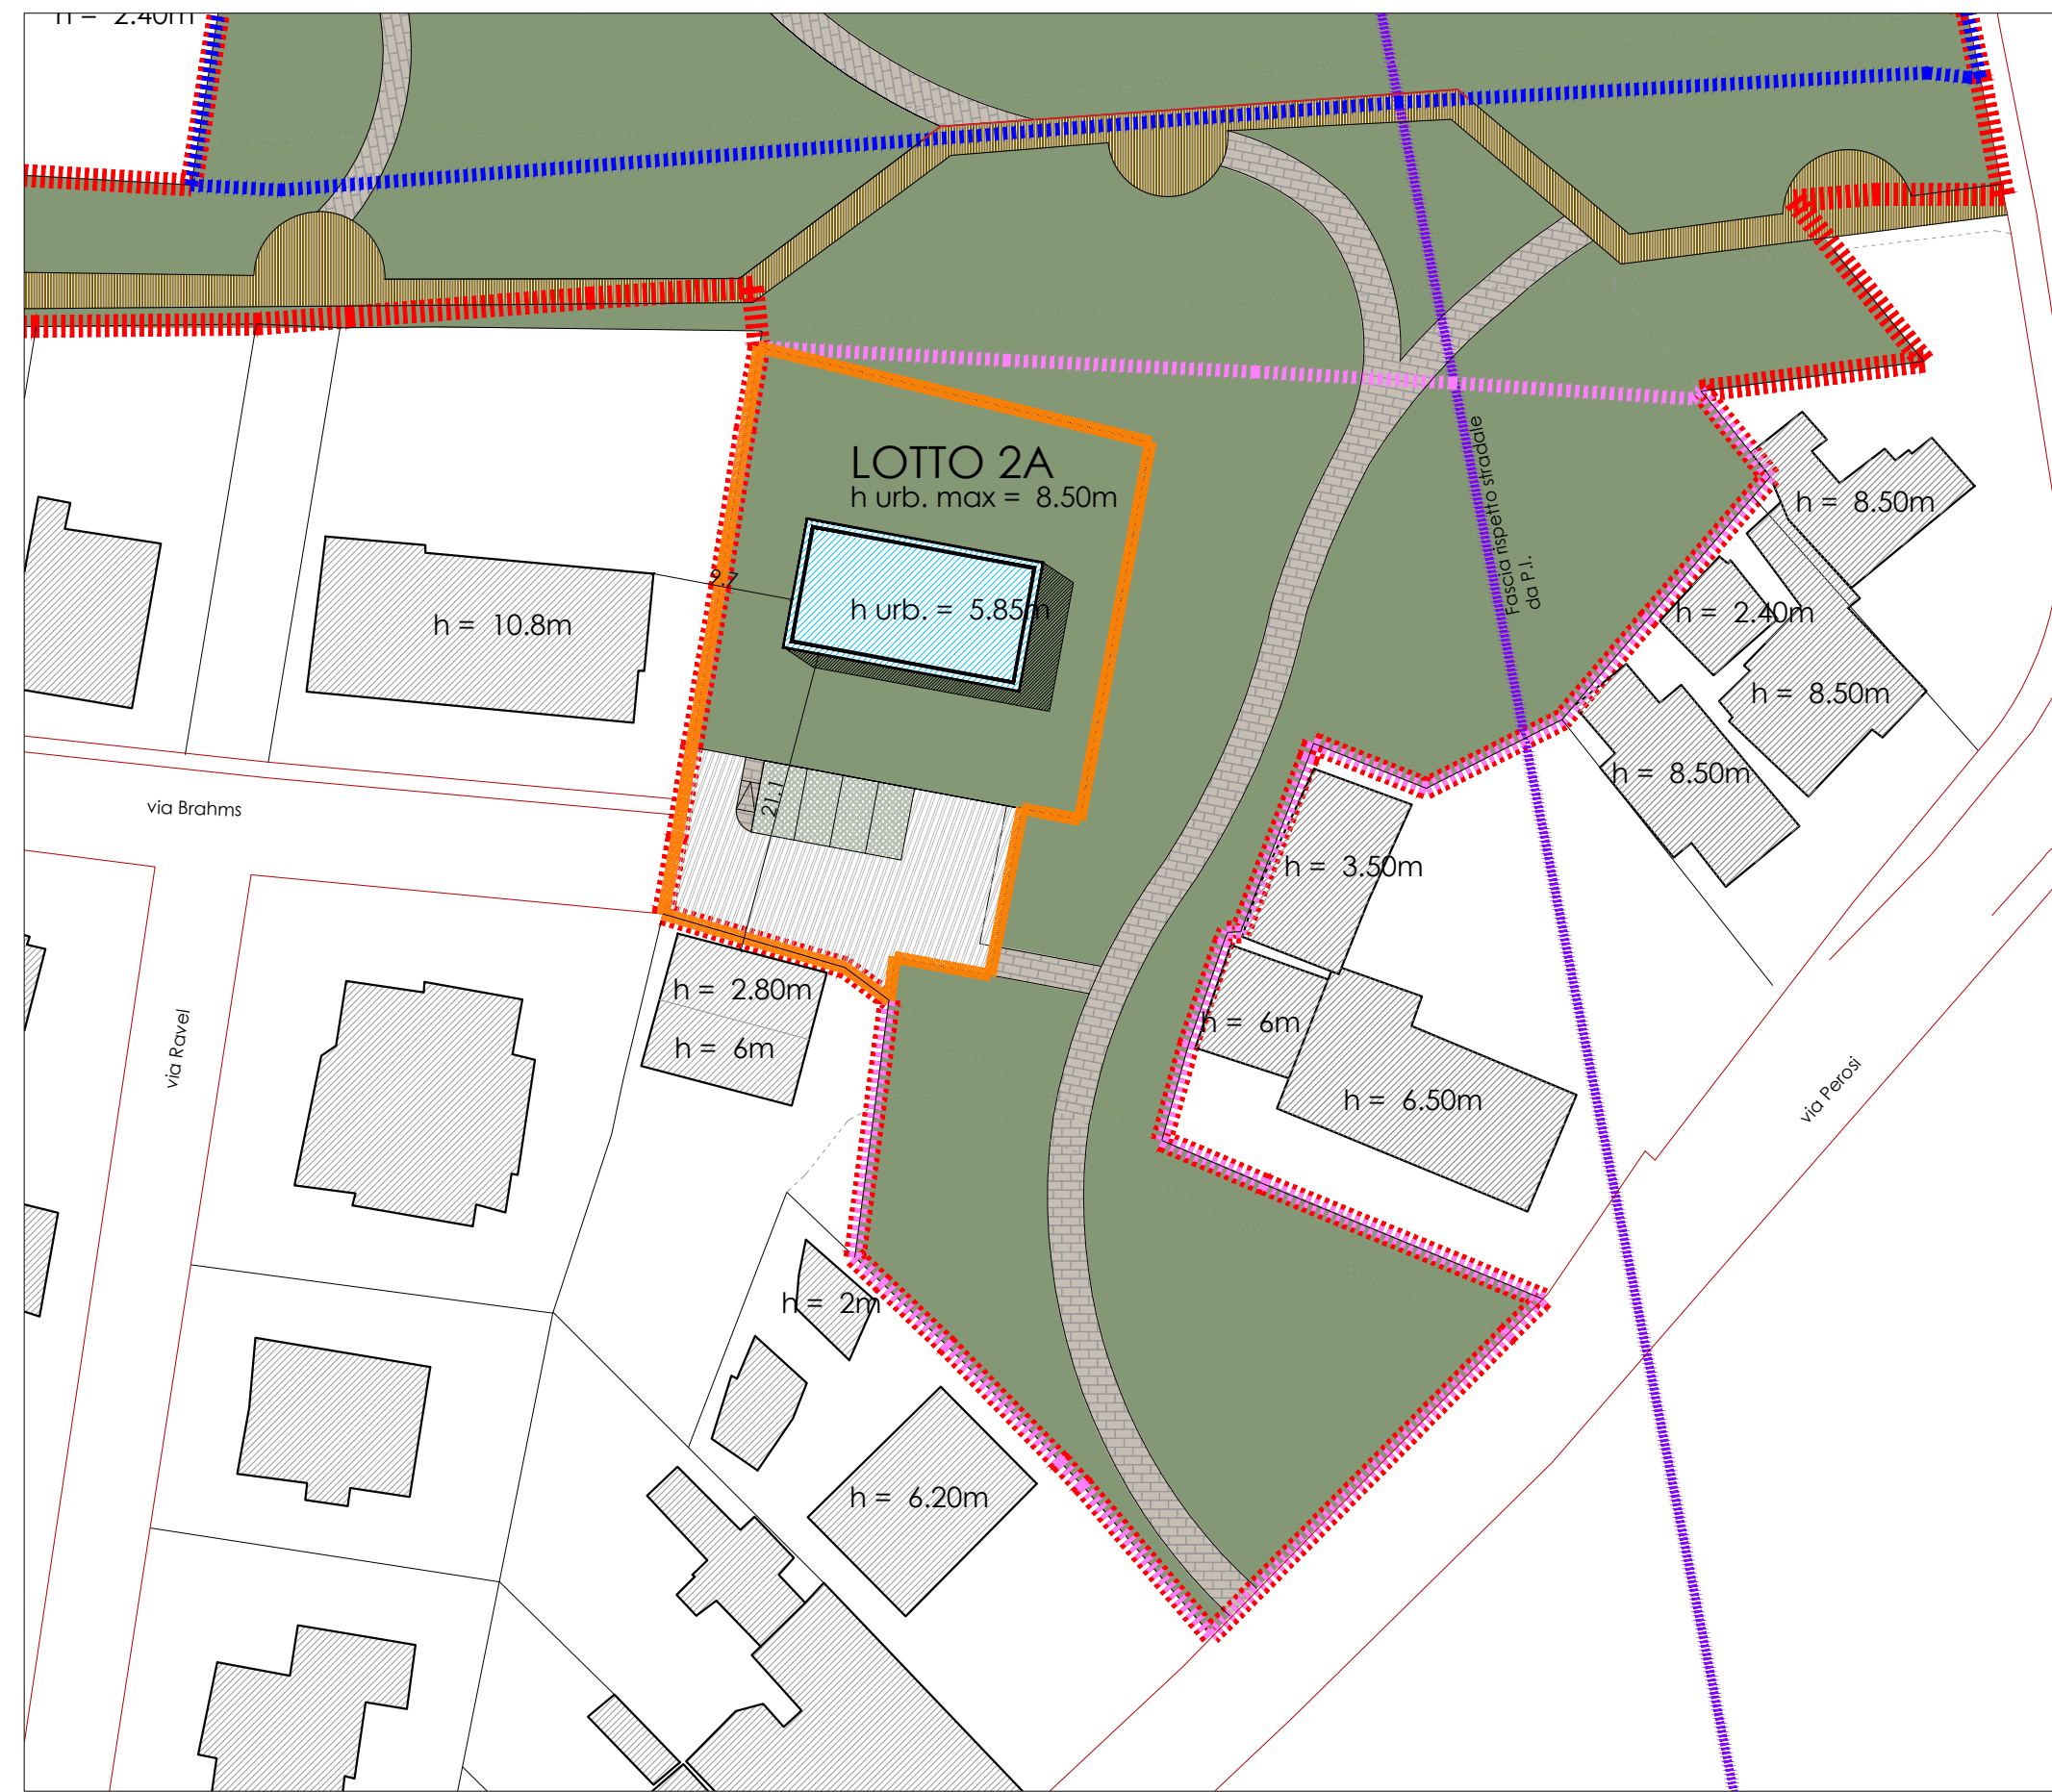 h =  2.40m
LOTTO 2A
h urb. max =  8.50m
Fascia rispetto stradale
da P.I.
h =  8.50m
9.7
h urb. =  5.85m
h =  10.8m
h =  2.40m
h =  8.50m
h =  8.50m
via Brahms
21.1
h =  3.50m
h =  2.80m
h =  6m
h =  6m
via Ravel
h =  6.50m
via Perosi
h =  2m
h =  6.20m